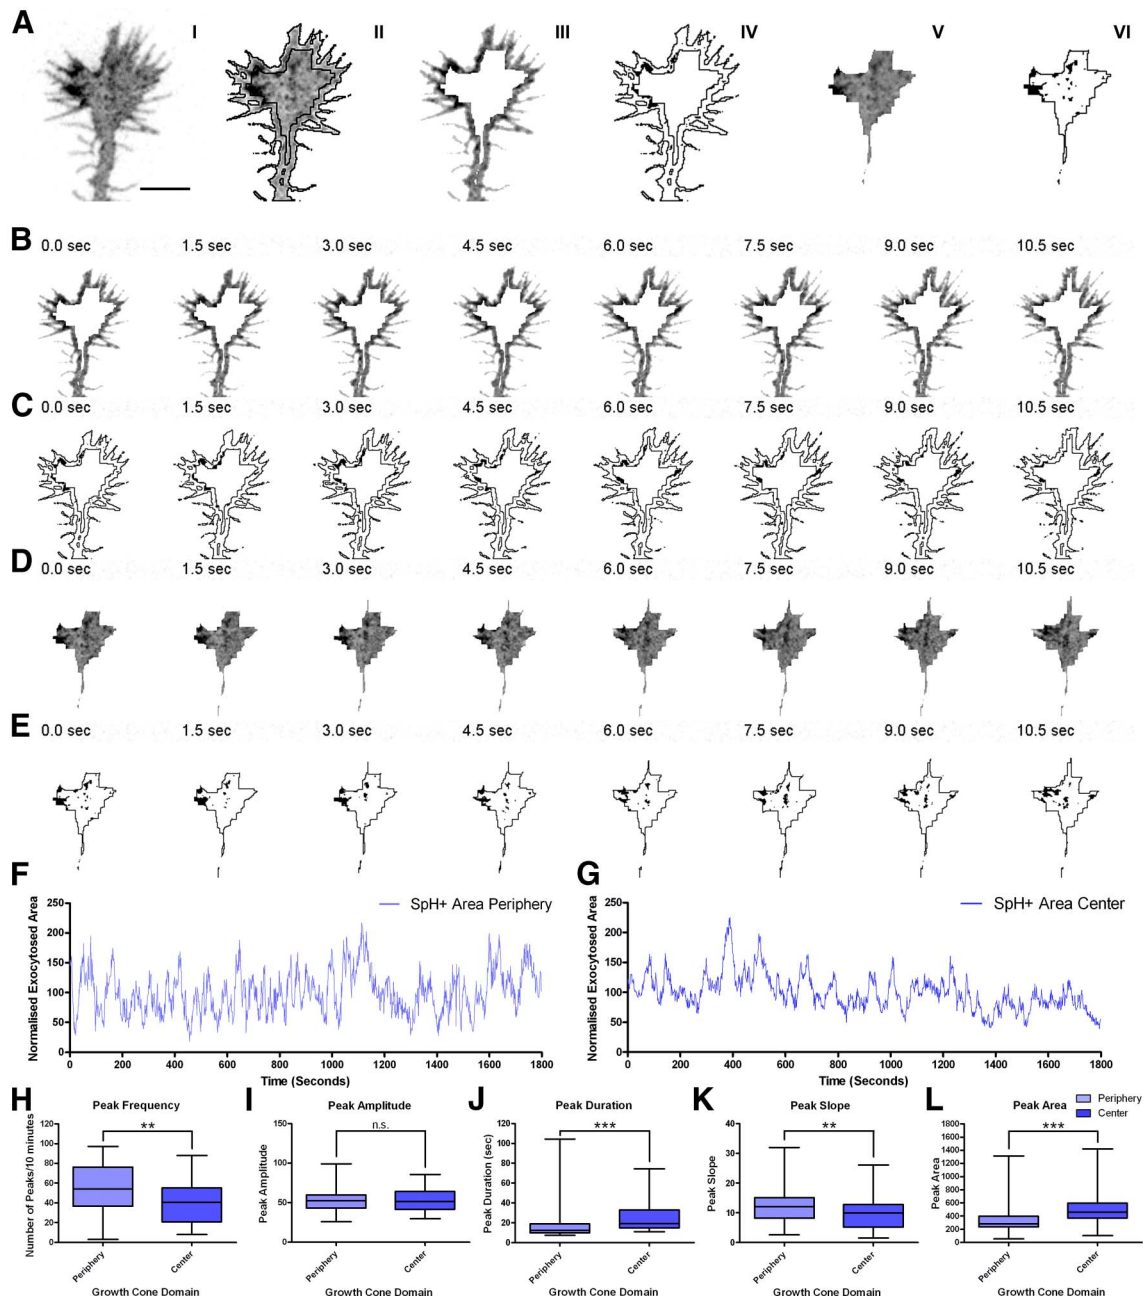 A I II III IV V VI
B 0.0 sec 1.5 sec 3.0 sec 4.5 sec 6.0 sec 7.5 sec 9.0 sec 10.5 sec
C 0.0 sec 1.5 sec 3.0 sec 4.5 sec 6.0 sec 7.5 sec 9.0 sec 10.5 sec
D 0.0 sec 1.5 sec 3.0 sec 4.5 sec 6.0 sec 7.5 sec 9.0 sec 10.5 sec
E 0.0 sec 1.5 sec 3.0 sec 4.5 sec 6.0 sec 7.5 sec 9.0 sec 10.5 sec
F
SpH+ Area Periphery
Normalised Exocytosed Area
250
200
150
100
50
0
0 200 400 600 800 1000 1200 1400 1600 1800
Time (Seconds)
G
SpH+ Area Center
Normalised Exocytosed Area
250
200
150
100
50
0
0 200 400 600 800 1000 1200 1400 1600 1800
Time (Seconds)
H
Peak Frequency
Number of Peaks/10 minutes
120
100
80
60
40
20
0
**
Periphery
Center
Growth Cone Domain
I
Peak Amplitude
Peak Amplitude
150
100
50
0
n.s.
Periphery
Center
Growth Cone Domain
J
Peak Duration
Peak Duration (sec)
120
100
80
60
40
20
0
***
Periphery
Center
Growth Cone Domain
K
Peak Slope
Peak Slope
40
30
20
10
0
**
Periphery
Center
Growth Cone Domain
L
Peak Area
Periphery
Center
Peak Area
1800
1600
1400
1200
1000
800
600
400
200
0
***
Periphery
Center
Growth Cone Domain